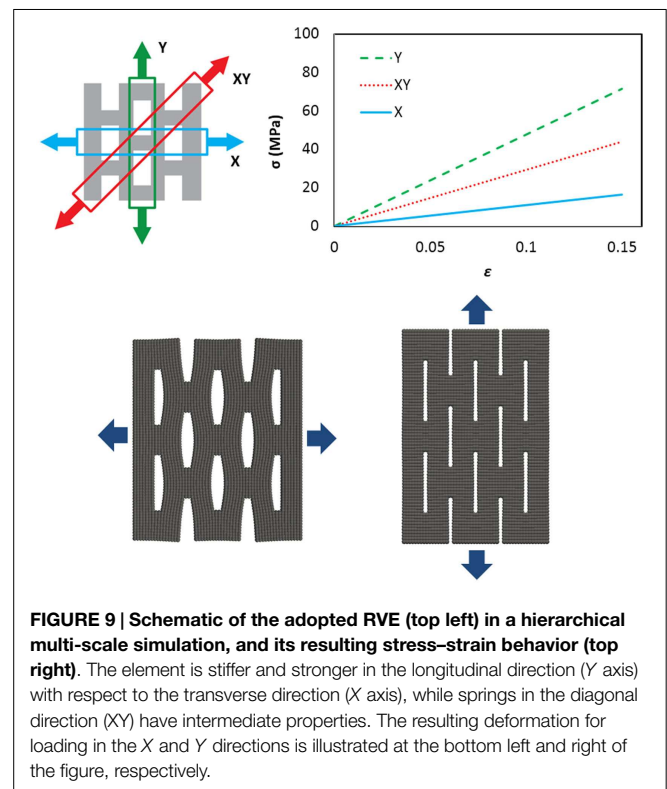 Y
XY
X
100
80
60
40
20
0
σ (MPa)
Y
XY
X
0
0.05
0.1
0.15
ε
FIGURE 9 | Schematic of the adopted RVE (top left) in a hierarchical
multi-scale simulation, and its resulting stress–strain behavior (top
right). The element is stiffer and stronger in the longitudinal direction (Y axis)
with respect to the transverse direction (X axis), while springs in the diagonal
direction (XY) have intermediate properties. The resulting deformation for
loading in the X and Y directions is illustrated at the bottom left and right of
the figure, respectively.